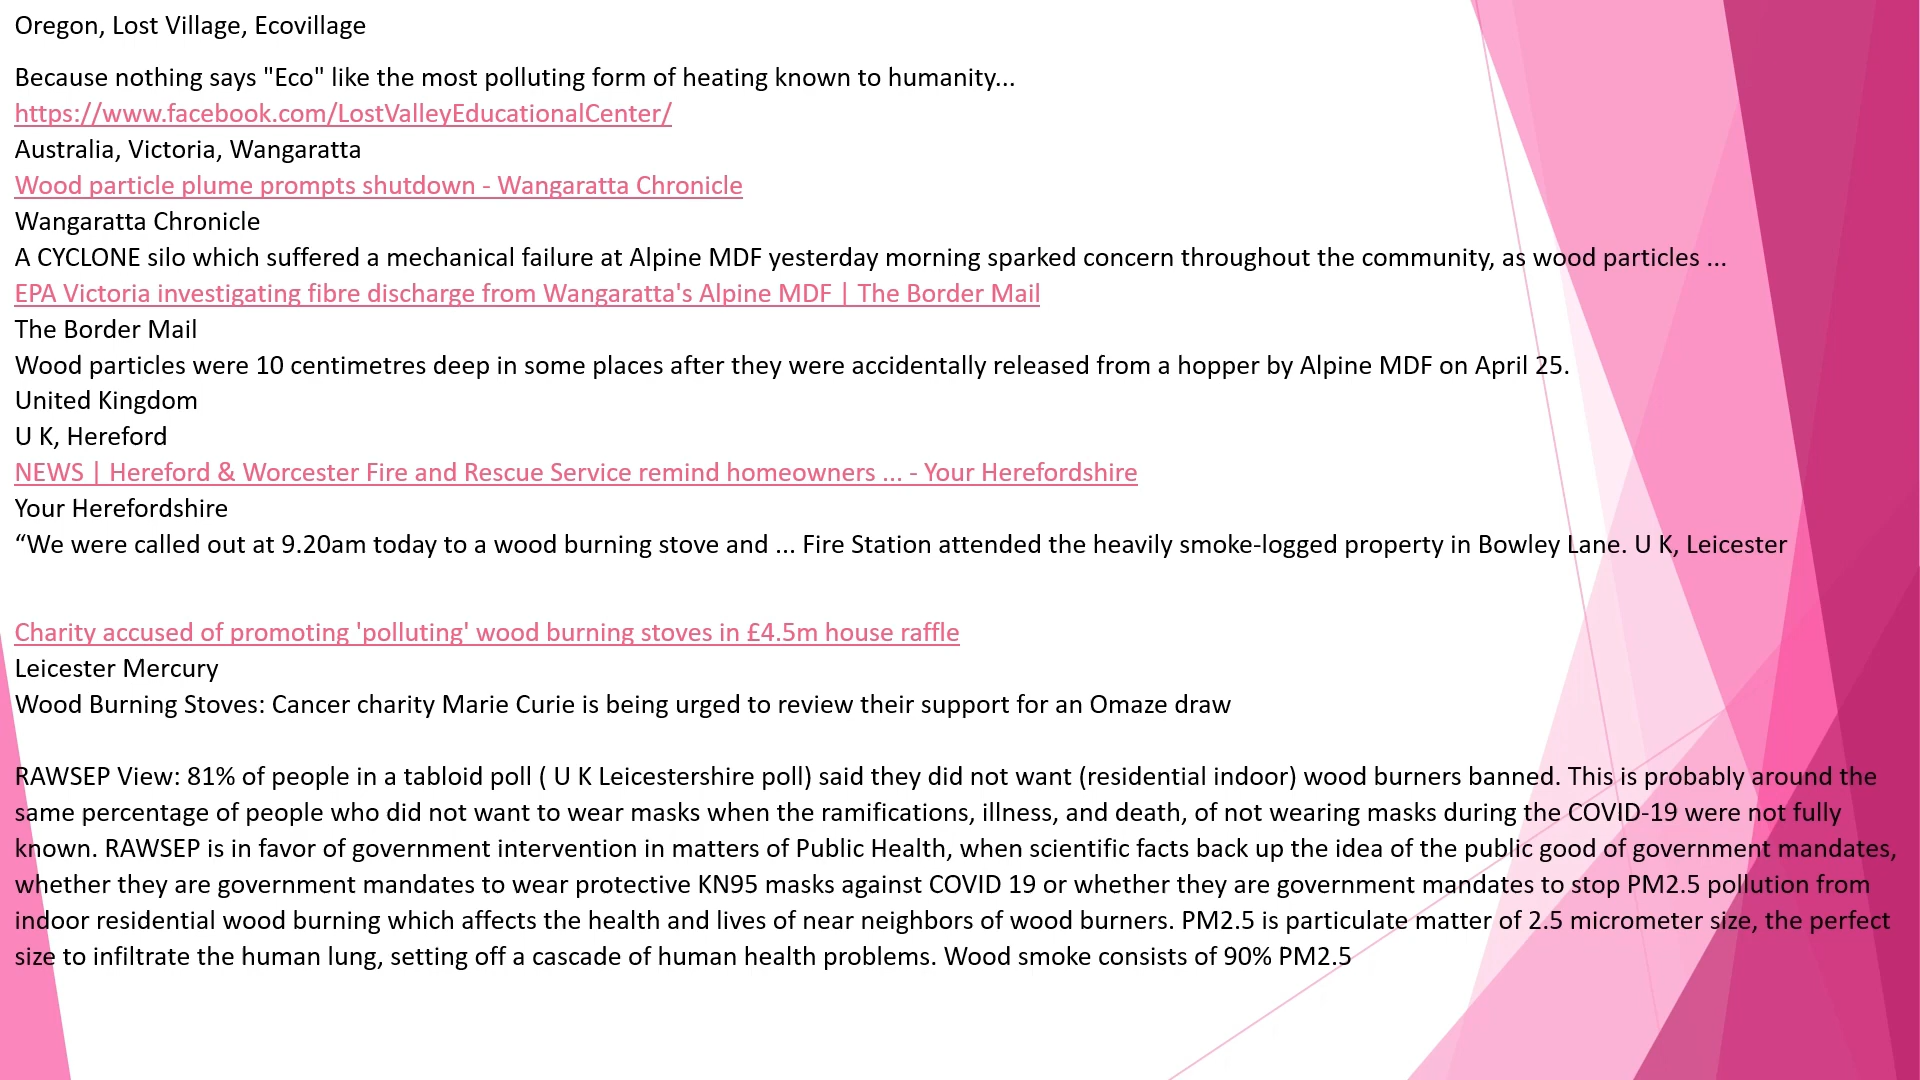 Oregon, Lost Village, Ecovillage
Because nothing says "Eco" like the most polluting form of heating known to humanity...
https://www.facebook.com/LostValleyEducationalCenter/
Australia, Victoria, Wangaratta
Wood particle plume prompts shutdown - Wangaratta Chronicle
Wangaratta Chronicle
A CYCLONE silo which suffered a mechanical failure at Alpine MDF yesterday morning sparked concern throughout the community, as wood particles ...
EPA Victoria investigating fibre discharge from Wangaratta's Alpine MDF | The Border Mail
The Border Mail
Wood particles were 10 centimetres deep in some places after they were accidentally released from a hopper by Alpine MDF on April 25.
United Kingdom
U K, Hereford
NEWS | Hereford & Worcester Fire and Rescue Service remind homeowners ... - Your Herefordshire
Your Herefordshire
“We were called out at 9.20am today to a wood burning stove and ... Fire Station attended the heavily smoke-logged property in Bowley Lane. U K, Leicester
Charity accused of promoting 'polluting' wood burning stoves in £4.5m house raffle
Leicester Mercury
Wood Burning Stoves: Cancer charity Marie Curie is being urged to review their support for an Omaze draw
RAWSEP View: 81% of people in a tabloid poll ( U K Leicestershire poll) said they did not want (residential indoor) wood burners banned. This is probably around the
same percentage of people who did not want to wear masks when the ramifications, illness, and death, of not wearing masks during the COVID-19 were not fully
known. RAWSEP is in favor of government intervention in matters of Public Health, when scientific facts back up the idea of the public good of government mandates,
whether they are government mandates to wear protective KN95 masks against COVID 19 or whether they are government mandates to stop PM2.5 pollution from
indoor residential wood burning which affects the health and lives of near neighbors of wood burners. PM2.5 is particulate matter of 2.5 micrometer size, the perfect
size to infiltrate the human lung, setting off a cascade of human health problems. Wood smoke consists of 90% PM2.5